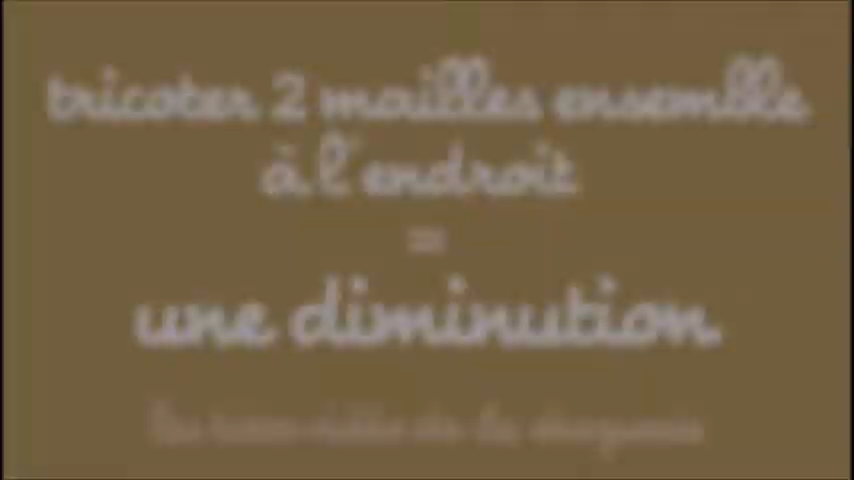 tricoter 2 mailles ensemble
à l'endroit
=
une diminution